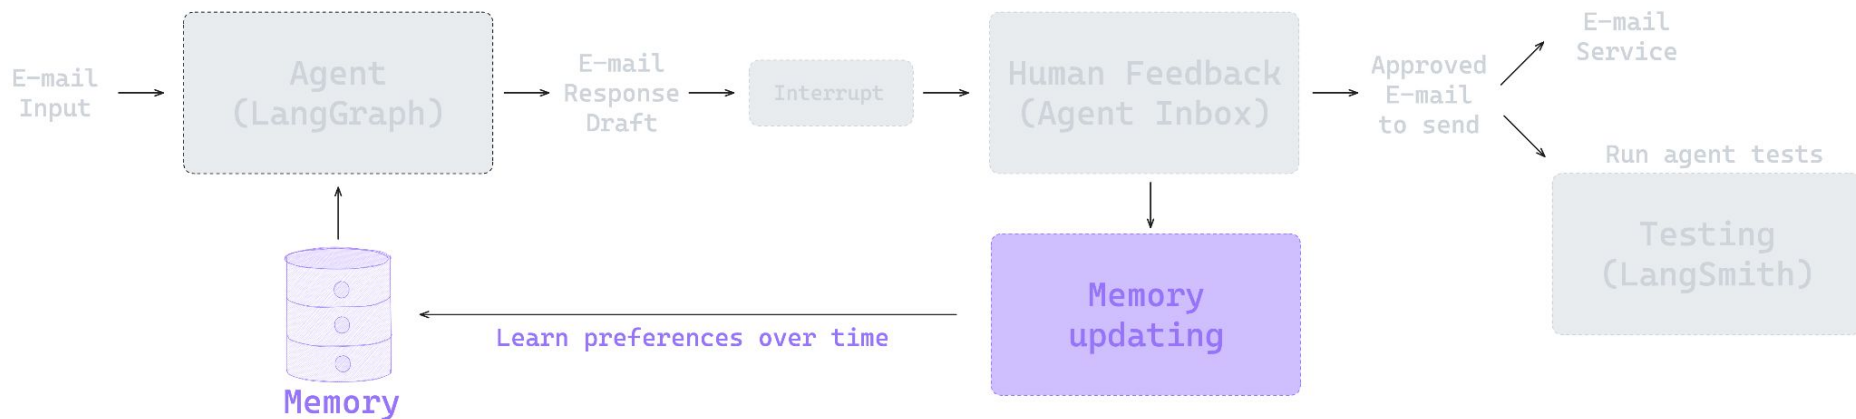 E-mail
Input
Agent
(LangGraph)
E-mail
Response
Draft
Interrupt
Human Feedback
(Agent Inbox)
Approved
E-mail
to send
E-mail
Service
Run agent tests
Testing
(LangSmith)
Memory
updating
Learn preferences over time
Memory